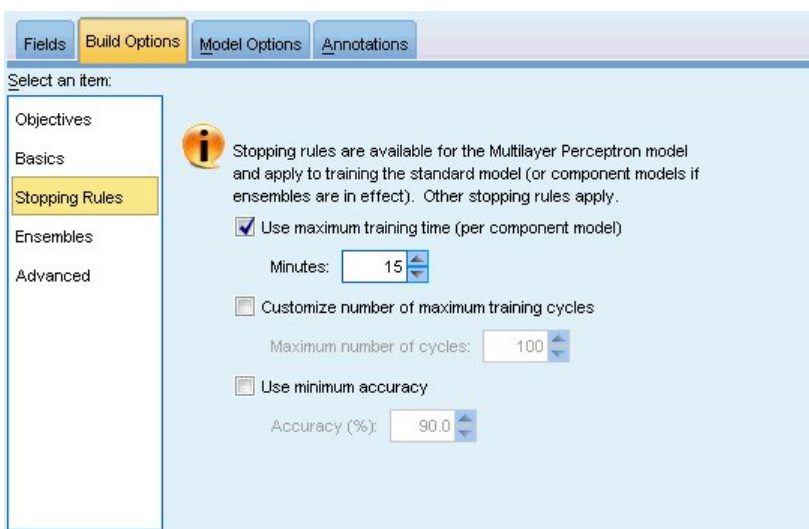 Fields Build Options Model Options Annotations
Select an item:
Objectives
Basics
Stopping Rules
Ensembles
Advanced
Stopping rules are available for the Multilayer Perceptron model
and apply to training the standard model (or component models if
ensembles are in effect). Other stopping rules apply.
Use maximum training time (per component model)
Minutes: 15
Customize number of maximum training cycles
Maximum number of cycles: 100
Use minimum accuracy
Accuracy (%): 90.0